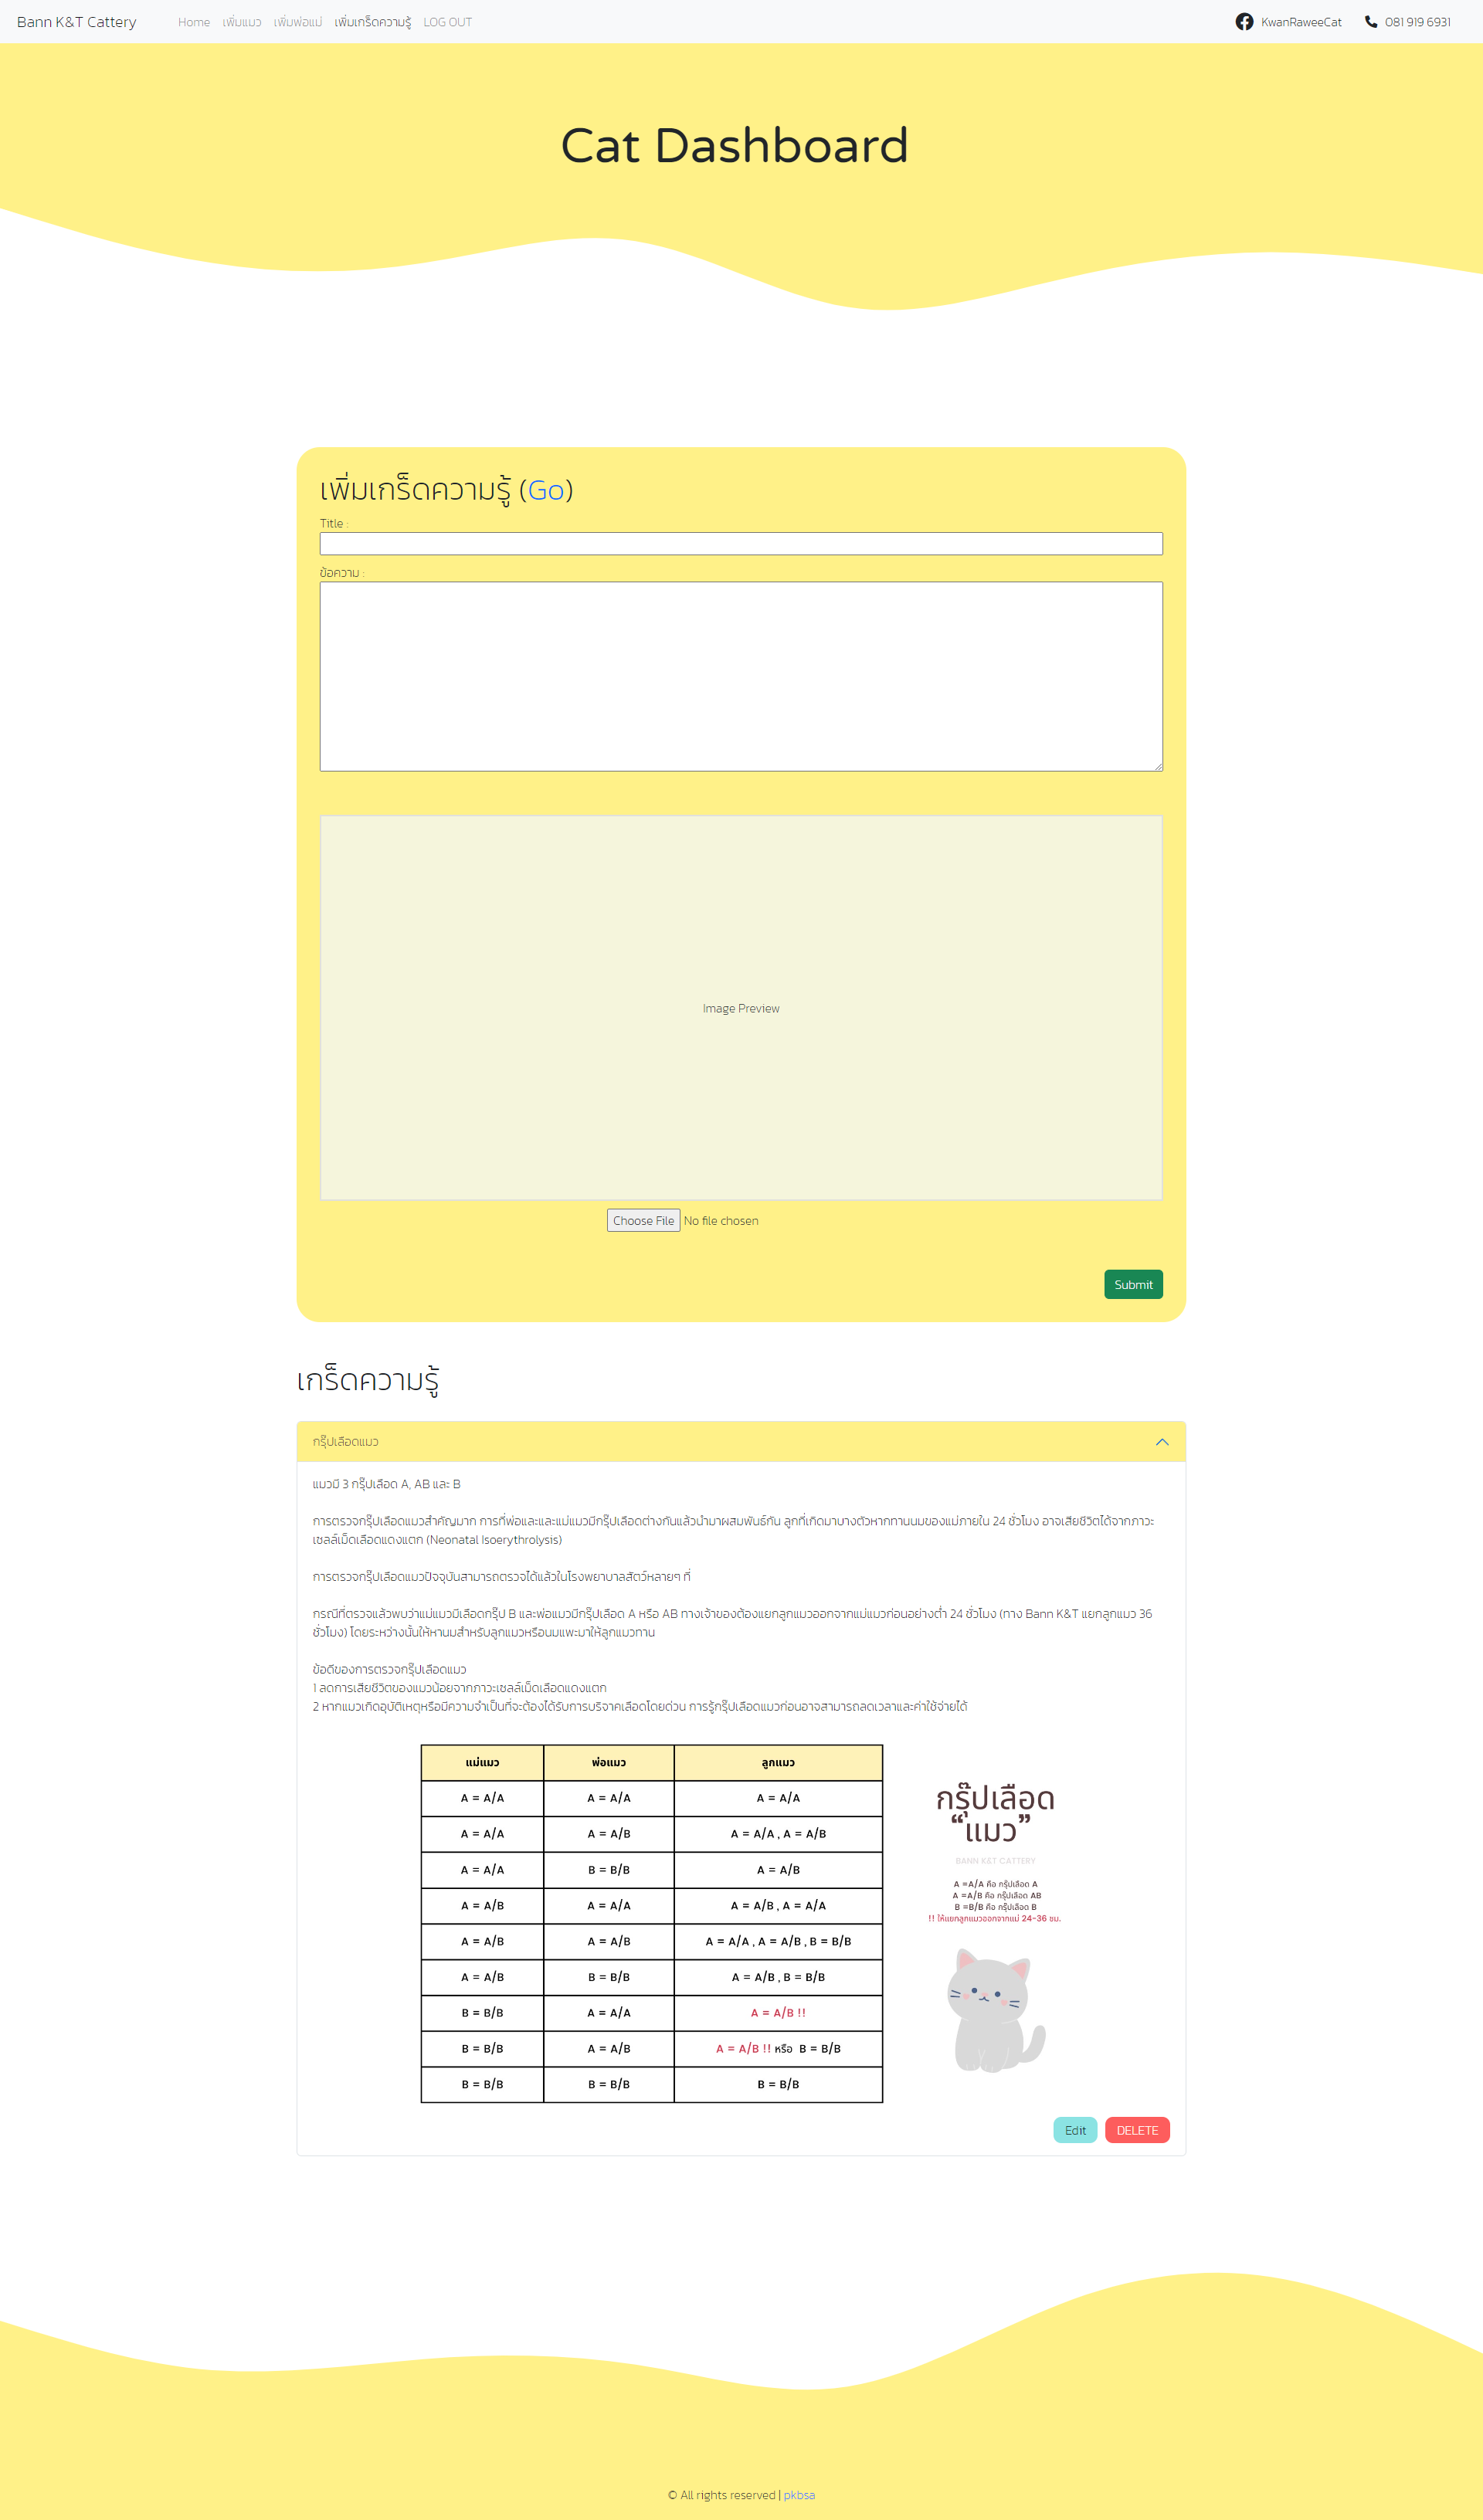 Bann K&T Cattery Home เพิ่มแมว เพิ่มพ่อแม่ เพิ่มเกร็ดความรู้ LOG OUT KwanRaweeCat 081 919 6931
Cat Dashboard
เพิ่มเกร็ดความรู้ (Go)
Title :
ข้อความ :
Image Preview
Choose File No file chosen
Submit
เกร็ดความรู้
กรุ๊ปเลือดแมว
แมวมี 3 กรุ๊ปเลือด A, AB และ B
การตรวจกรุ๊ปเลือดแมวสำคัญมาก การที่พ่อและและแม่แมวมีกรุ๊ปเลือดต่างกันแล้วนำมาผสมพันธ์กัน ลูกที่เกิดมาบางตัวหากทานนมของแม่ภายใน 24 ชั่วโมง อาจเสียชีวิตได้จากภาวะ
เซลล์เม็ดเลือดแดงแตก (Neonatal Isoerythrolysis)
การตรวจกรุ๊ปเลือดแมวปัจจุบันสามารถตรวจได้แล้วในโรงพยาบาลสัตว์หลายๆ ที่
กรณีที่ตรวจแล้วพบว่าแม่แมวมีเลือดกรุ๊ป B และพ่อแมวมีกรุ๊ปเลือด A หรือ AB ทางเจ้าของต้องแยกลูกแมวออกจากแม่แมวก่อนอย่างต่ำ 24 ชั่วโมง (ทาง Bann K&T แยกลูกแมว 36
ชั่วโมง) โดยระหว่างนั้นให้หานมสำหรับลูกแมวหรือนมแพะมาให้ลูกแมวทาน
ข้อดีของการตรวจกรุ๊ปเลือดแมว
1 ลดการเสียชีวิตของแมวน้อยจากภาวะเซลล์เม็ดเลือดแดงแตก
2 หากแมวเกิดอุบัติเหตุหรือมีความจำเป็นที่จะต้องได้รับการบริจาคเลือดโดยด่วน การรู้กรุ๊ปเลือดแมวก่อนอาจสามารถลดเวลาและค่าใช้จ่ายได้
แม่แมว พ่อแมว ลูกแมว
A = A/A A = A/A A = A/A
A = A/A A = A/B A = A/A , A = A/B
A = A/A B = B/B A = A/B
A = A/B A = A/A A = A/B , A = A/A
A = A/B A = A/B A = A/A , A = A/B , B = B/B
A = A/B B = B/B A = A/B , B = B/B
B = B/B A = A/A A = A/B !!
B = B/B A = A/B A = A/B !! หรือ B = B/B
B = B/B B = B/B B = B/B
กรุ๊ปเลือด
“แมว”
BANN K&T CATTERY
A =A/A คือ กรุ๊ปเลือด A
A =A/B คือ กรุ๊ปเลือด AB
B =B/B คือ กรุ๊ปเลือด B
!! ให้แยกลูกแมวออกจากแม่ 24-36 ชม.
Edit DELETE
© All rights reserved | pkbsa